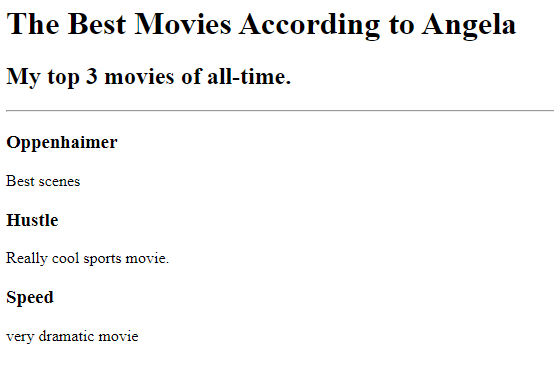 The Best Movies According to Angela
My top 3 movies of all-time.
Oppenhaimer
Best scenes
Hustle
Really cool sports movie.
Speed
very dramatic movie